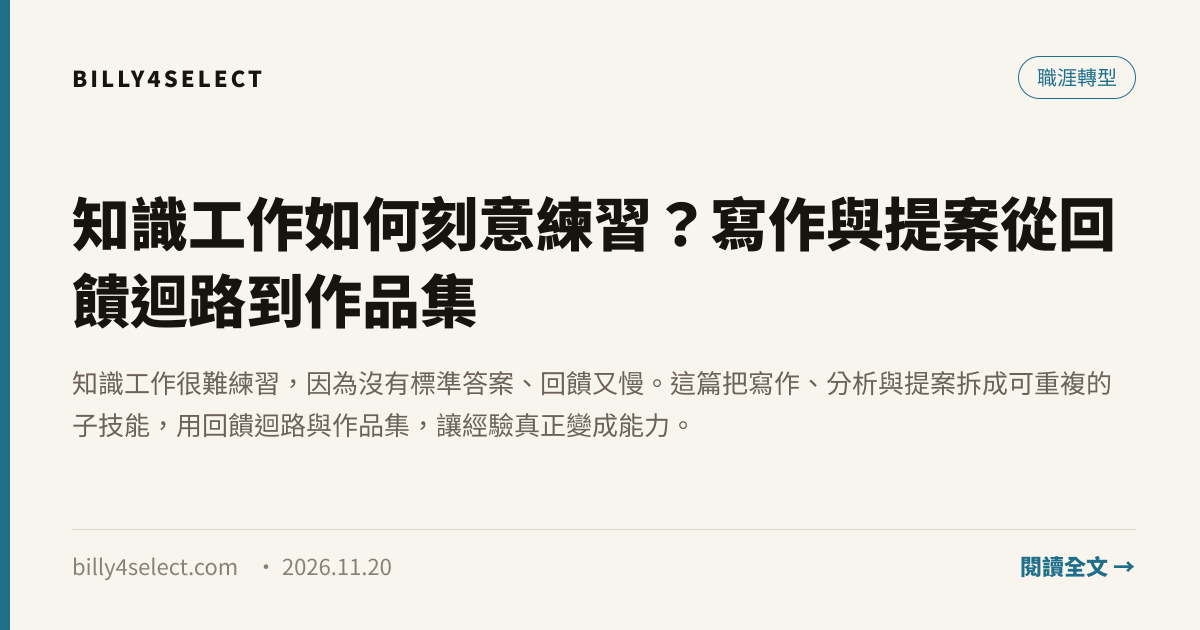 BILLY4SELECT
職涯轉型
知識工作如何刻意練習？寫作與提案從回
饋迴路到作品集
知識工作很難練習，因為沒有標準答案、回饋又慢。這篇把寫作、分析與提案拆成可重複的
子技能，用回饋迴路與作品集，讓經驗真正變成能力。
billy4select.com ・ 2026.11.20
閱讀全文 →